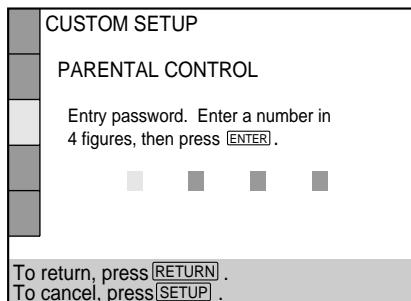 CUSTOM SETUP
PARENTAL CONTROL
Entry password. Enter a number in
4 figures, then press ENTER .
To return, press RETURN .
To cancel, press SETUP .